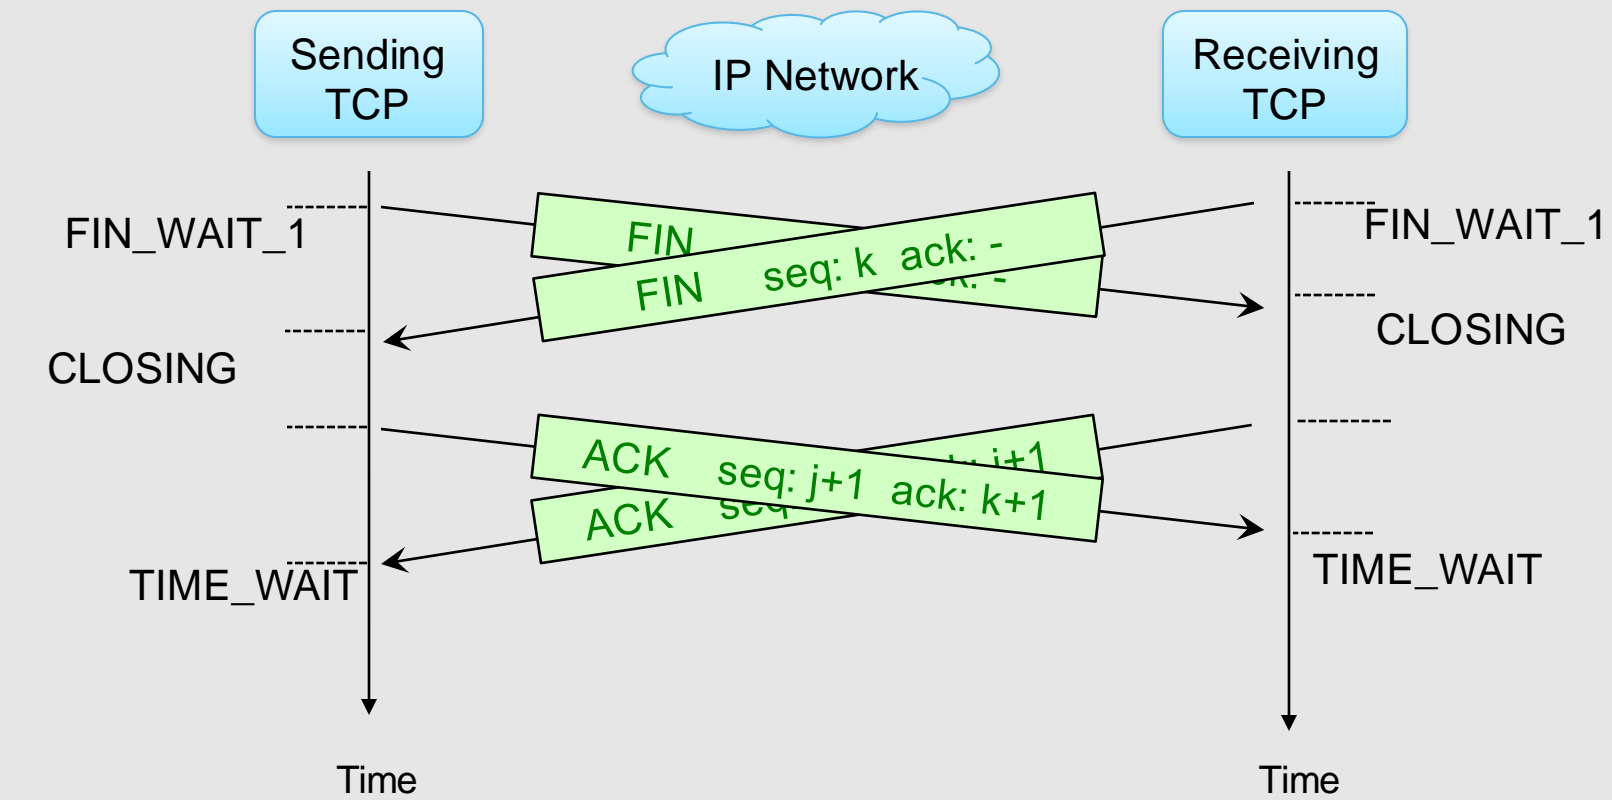 Sending
TCP
IP Network
Receiving
TCP
FIN_WAIT_1
FIN
FIN seq: k ack: -
FIN_WAIT_1
CLOSING
CLOSING
ACK seq: j+1 ack: k+1
ACK
TIME_WAIT
TIME_WAIT
Time
Time